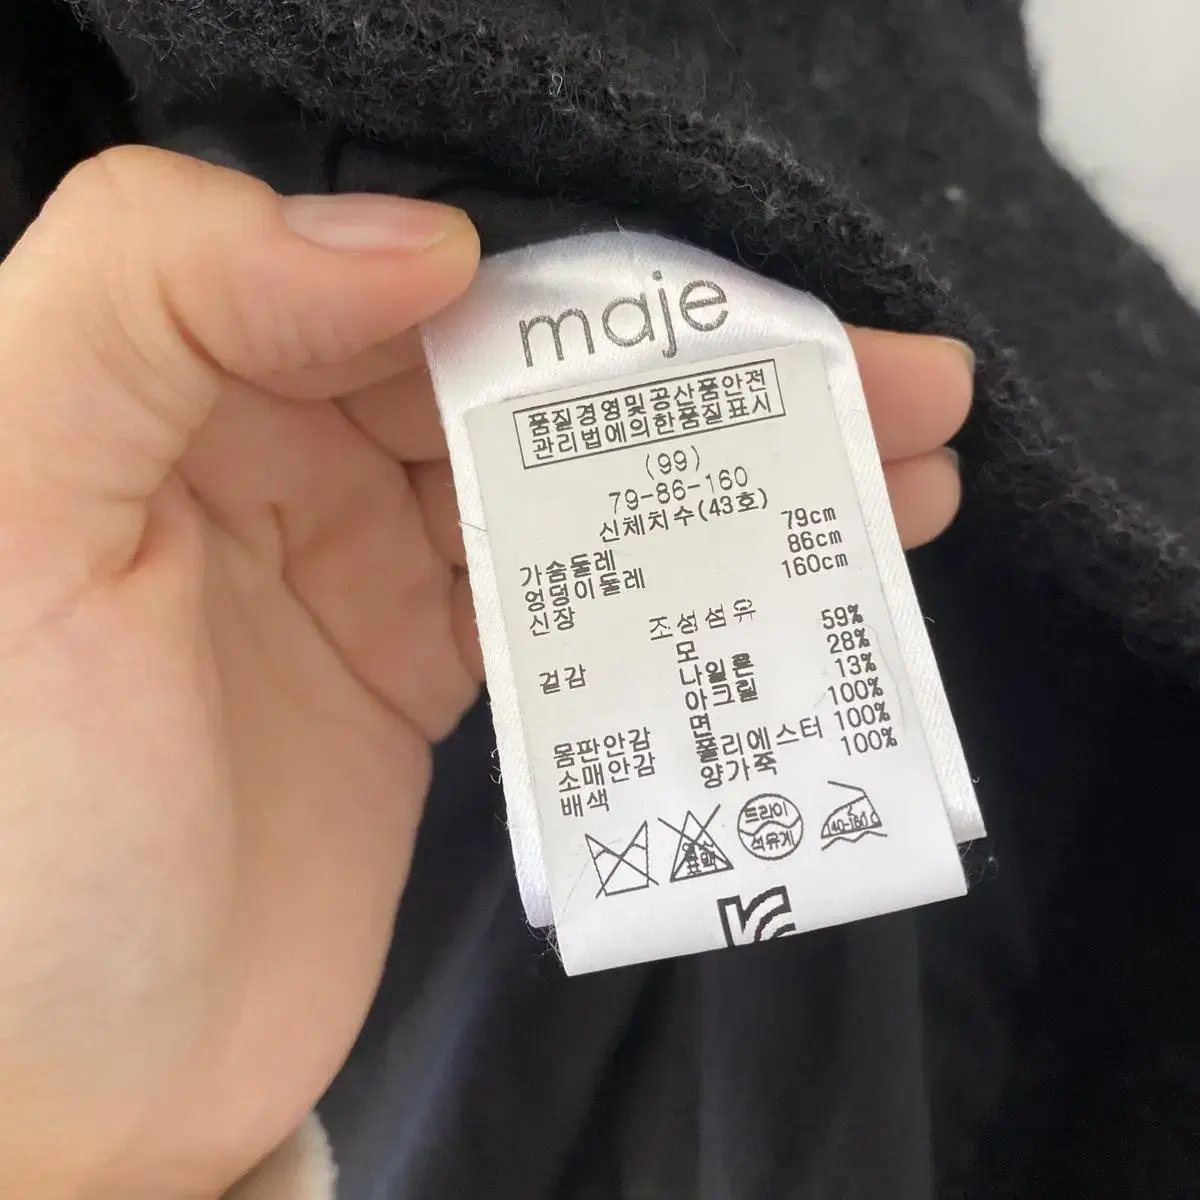 maje
품질경영및공산품안전
관리법에의한품질표시
(99)
79-86-160
신체치수(43호)
가슴둘레 79cm
엉덩이둘레 86cm
신장 160cm
조성섬유
겉감 모 59%
나일론 28%
아크릴 13%
몸판안감 면 100%
소매안감 폴리에스터 100%
배색 양가죽 100%
표백
드라이
석유계
140-160